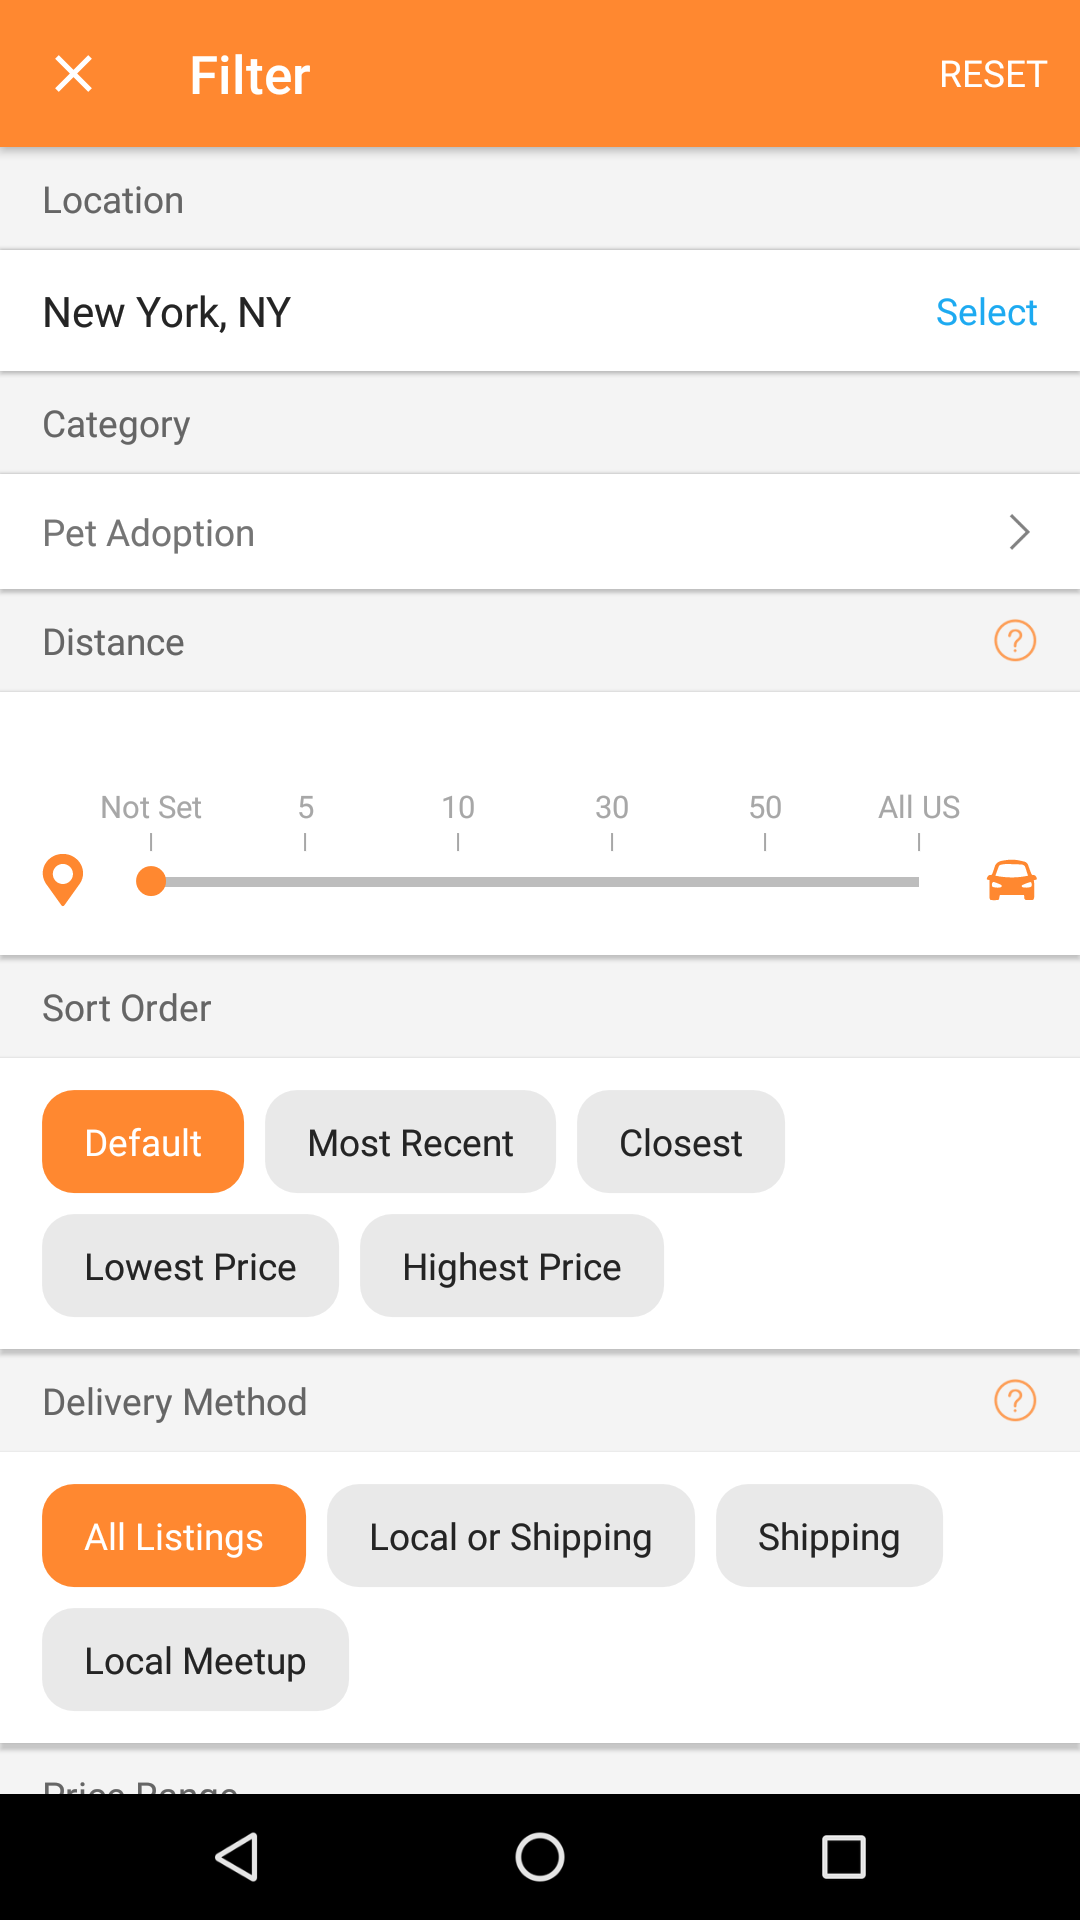 Filter RESET
Location
New York, NY Select
Category
Pet Adoption
Distance ?
Not Set 5 10 30 50 All US
Sort Order
Default Most Recent Closest
Lowest Price Highest Price
Delivery Method ?
All Listings Local or Shipping Shipping
Local Meetup
Price Range